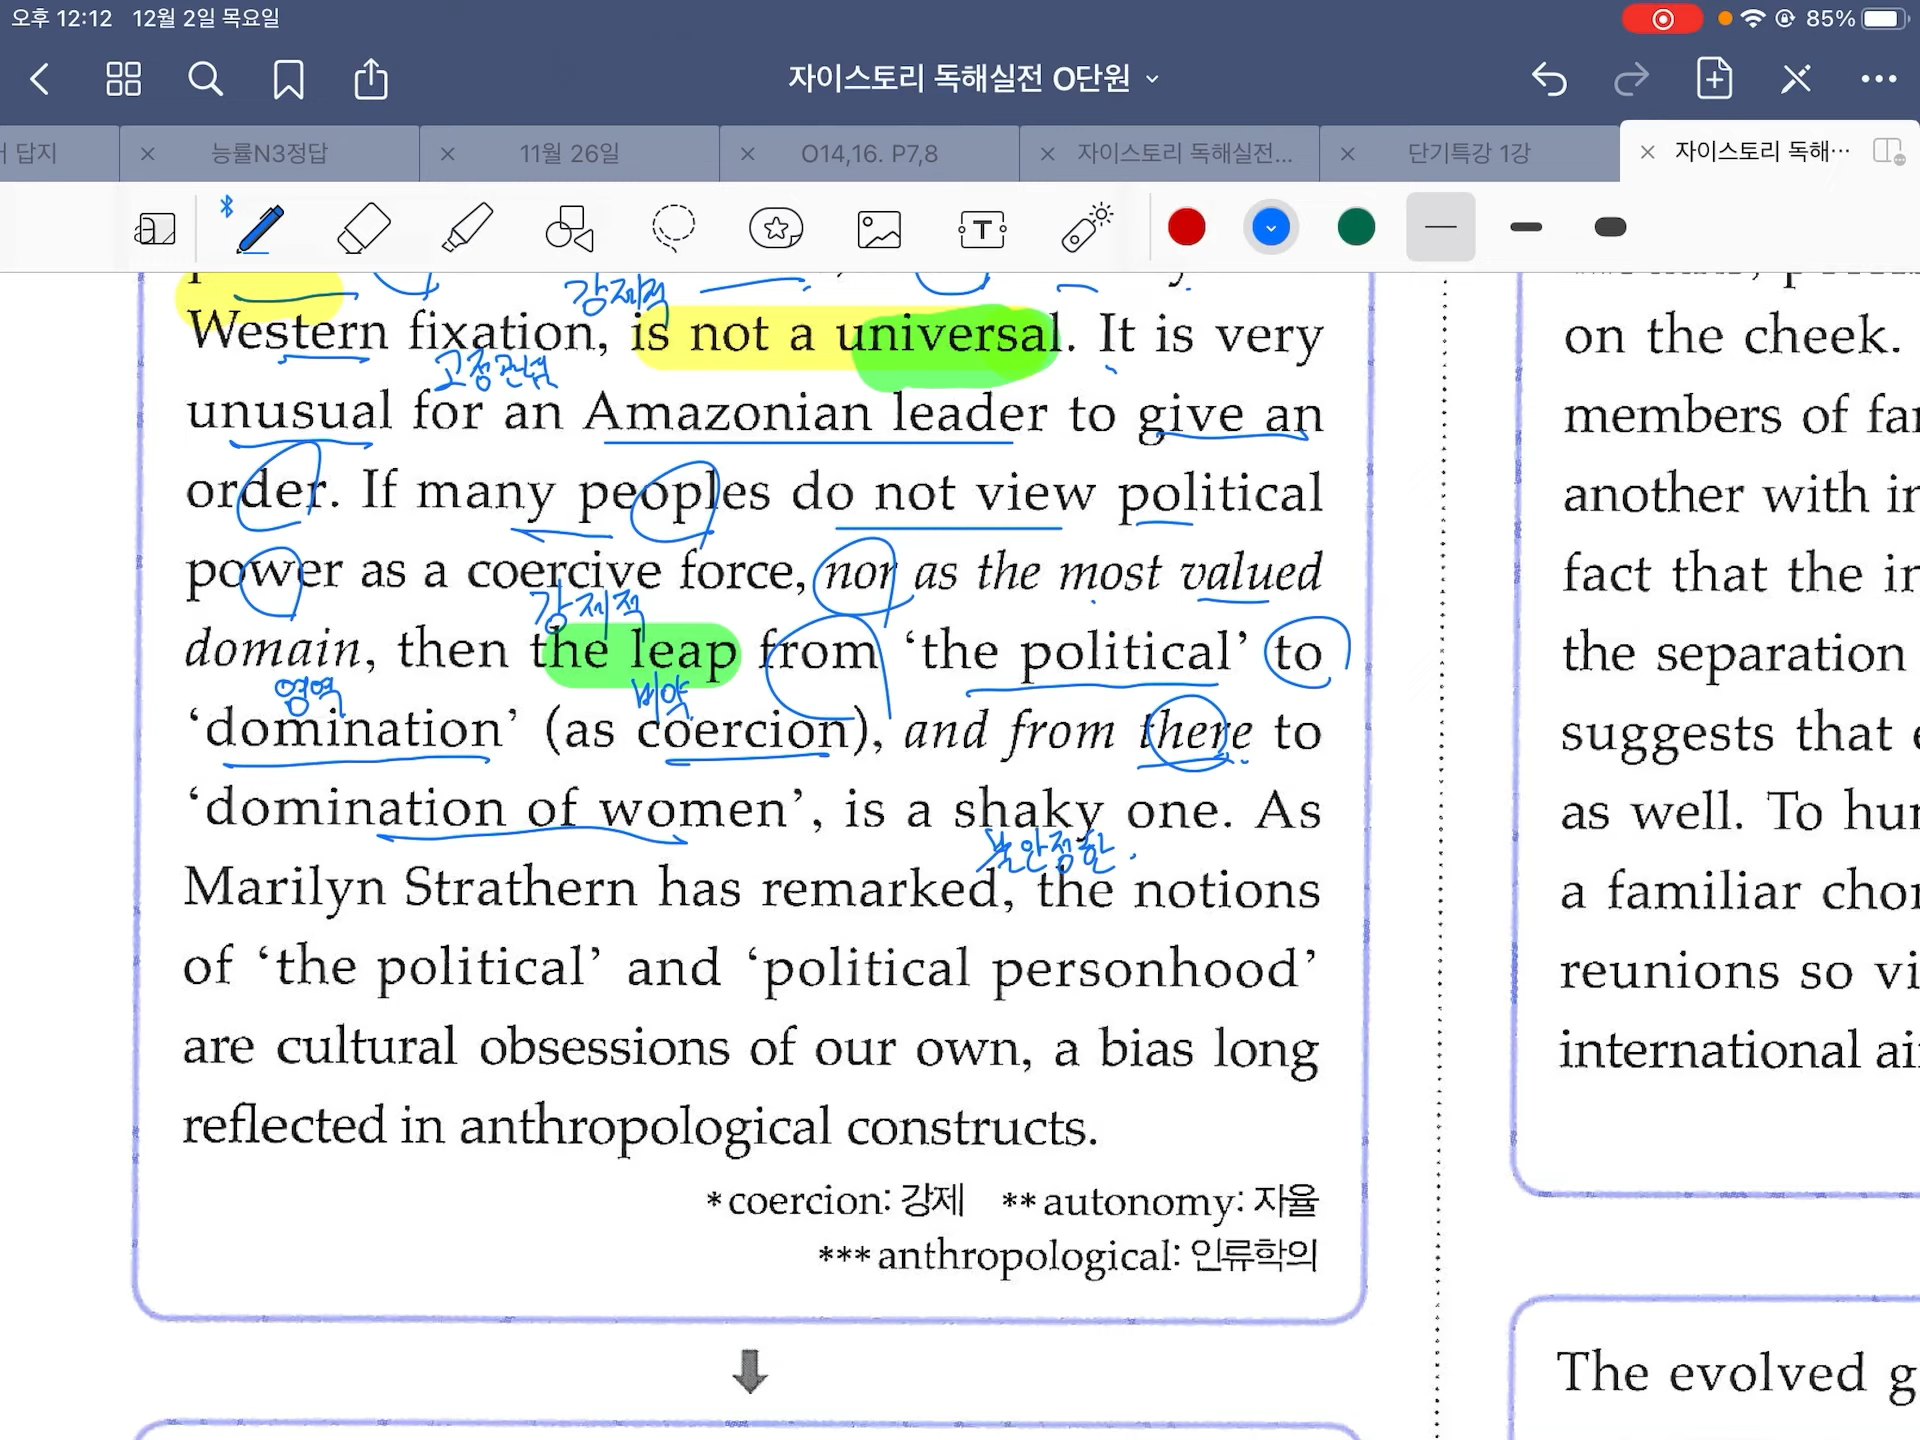 오후 12:12 12월 2일 목요일
85%
자이스토리 독해실전 O단원
답지
능률N3정답
11월 26일
O14,16. P7,8
자이스토리 독해실전...
단기특강 1강
자이스토리 독해...
강제적
Western fixation, is not a universal. It is very
고정관념
unusual for an Amazonian leader to give an
order. If many peoples do not view political
power as a coercive force, nor as the most valued
강제적
domain, then the leap from ‘the political’ to
영역 비약
‘domination’ (as coercion), and from there to
‘domination of women’, is a shaky one. As
불안정한
Marilyn Strathern has remarked, the notions
of ‘the political’ and ‘political personhood’
are cultural obsessions of our own, a bias long
reflected in anthropological constructs.
*coercion: 강제 **autonomy: 자율
***anthropological: 인류학의
on the cheek.
members of
another with
fact that the
the separation
suggests that
as well. To
a familiar
reunions so
international
The evolved